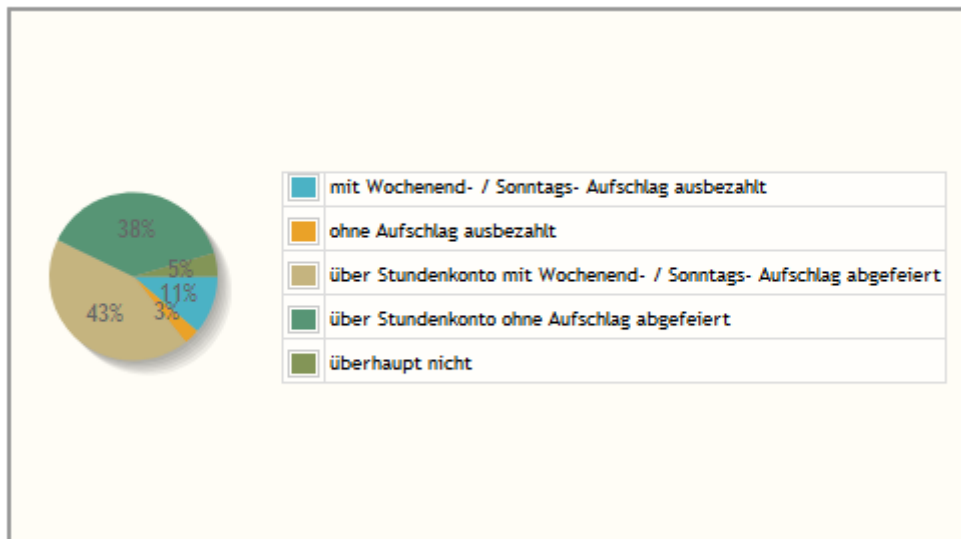 38%
5%
11%
3%
43%
mit Wochenend- / Sonntags- Aufschlag ausbezahlt
ohne Aufschlag ausbezahlt
über Stundenkonto mit Wochenend- / Sonntags- Aufschlag abgefeiert
über Stundenkonto ohne Aufschlag abgefeiert
überhaupt nicht